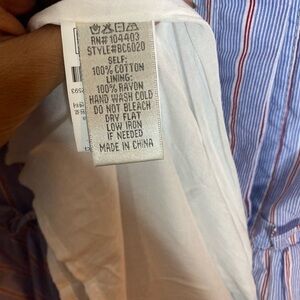 RN# 104403
STYLE#BC6020
SELF:
100% COTTON
LINING:
100% RAYON
HAND WASH COLD
DO NOT BLEACH
DRY FLAT
LOW IRON
IF NEEDED
MADE IN CHINA